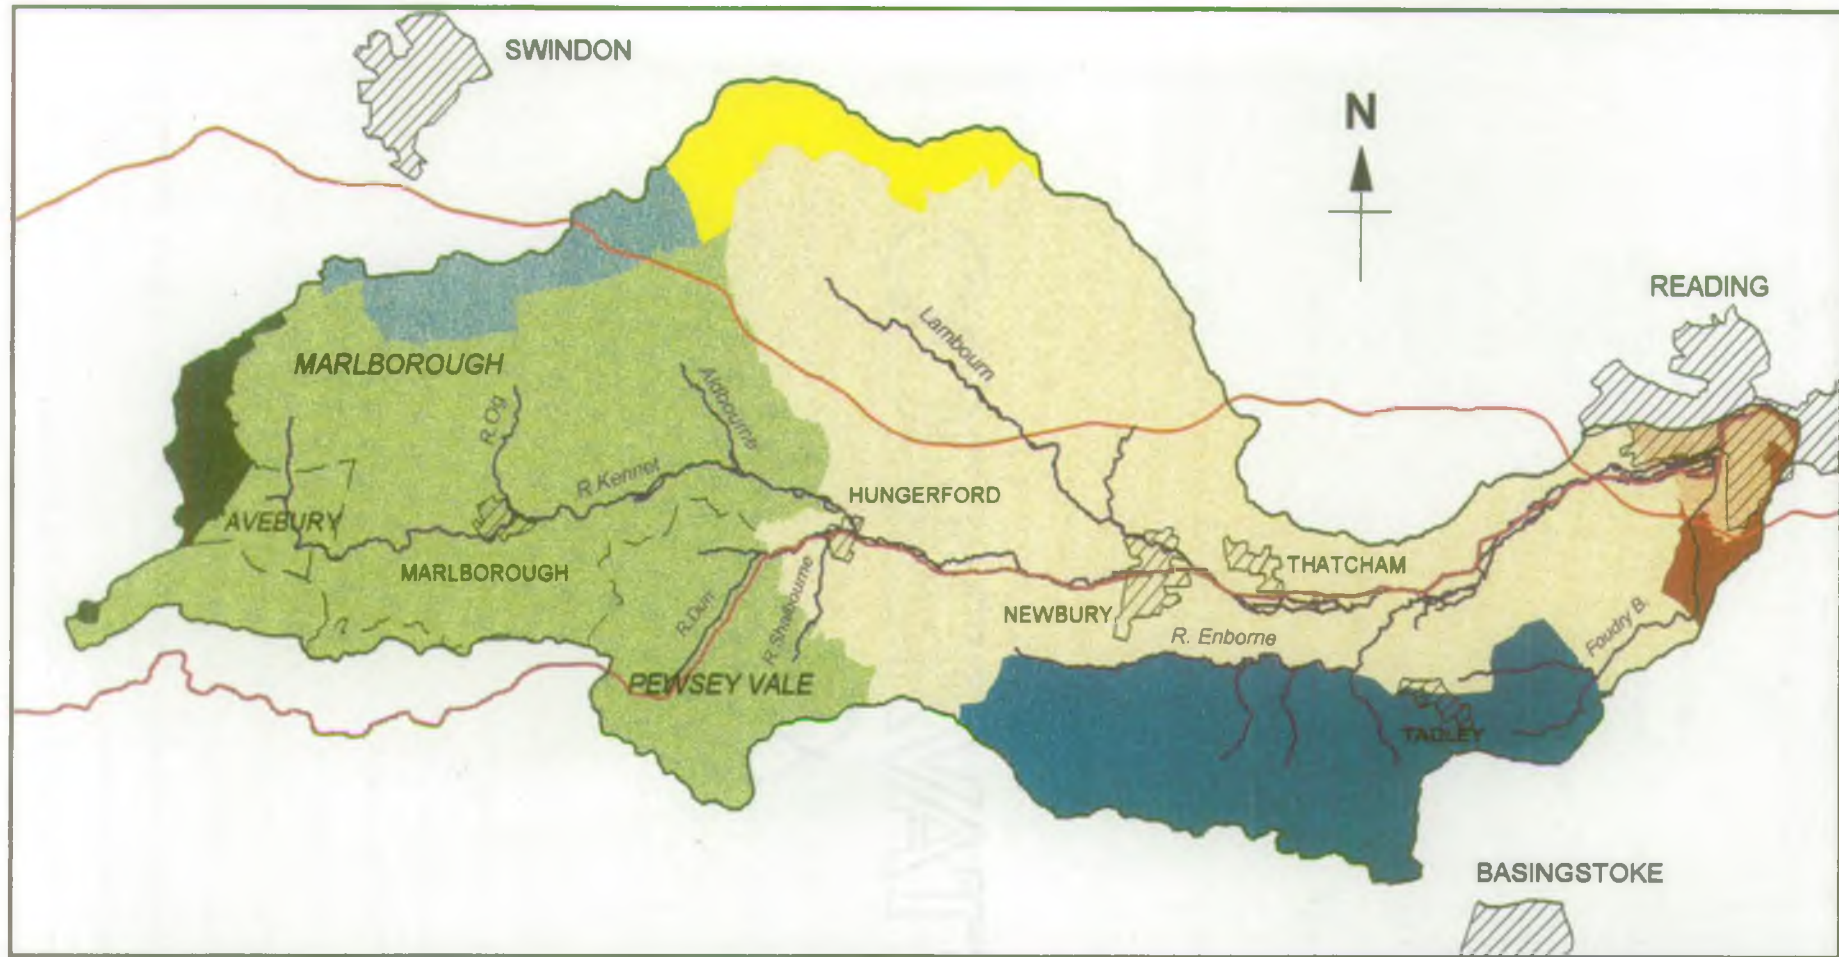 SWINDON
N
READING
MARLBOROUGH
Lambourn
Aldbourne
R.Og
R.Kennet
HUNGERFORD
AVEBURY
MARLBOROUGH
THATCHAM
NEWBURY
R.Dun
R.Shalbourne
R. Enborne
Foudry B.
PEWSEY VALE
TADLEY
BASINGSTOKE